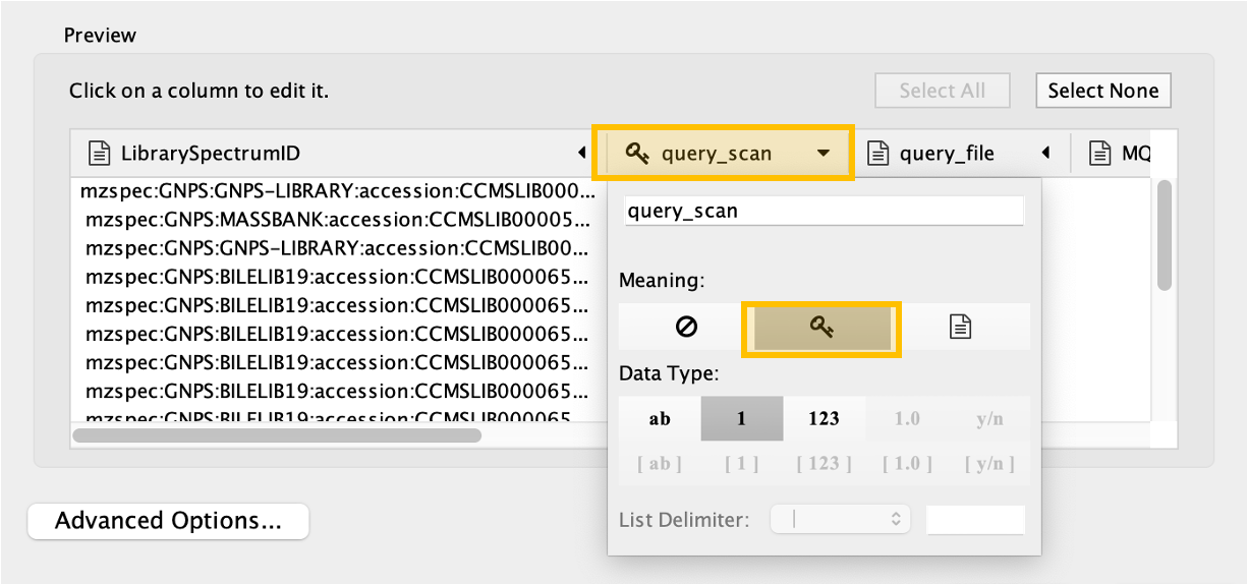 Preview
Click on a column to edit it.
Select All
Select None
LibrarySpectrumID
query_scan
query_file
MQ
mzspec:GNPS:GNPS-LIBRARY:accession:CCMSLIB000...
mzspec:GNPS:MASSBANK:accession:CCMSLIB00005...
mzspec:GNPS:GNPS-LIBRARY:accession:CCMSLIB00...
mzspec:GNPS:BILELIB19:accession:CCMSLIB000065...
mzspec:GNPS:BILELIB19:accession:CCMSLIB000065...
mzspec:GNPS:BILELIB19:accession:CCMSLIB000065...
mzspec:GNPS:BILELIB19:accession:CCMSLIB000065...
mzspec:GNPS:BILELIB19:accession:CCMSLIB000065...
mzspec:GNPS:BILELIB19:accession:CCMSLIB000065...
query_scan
Meaning:
Data Type:
ab 1 123 1.0 y/n
[ ab ] [ 1 ] [ 123 ] [ 1.0 ] [ y/n ]
List Delimiter: |
Advanced Options...